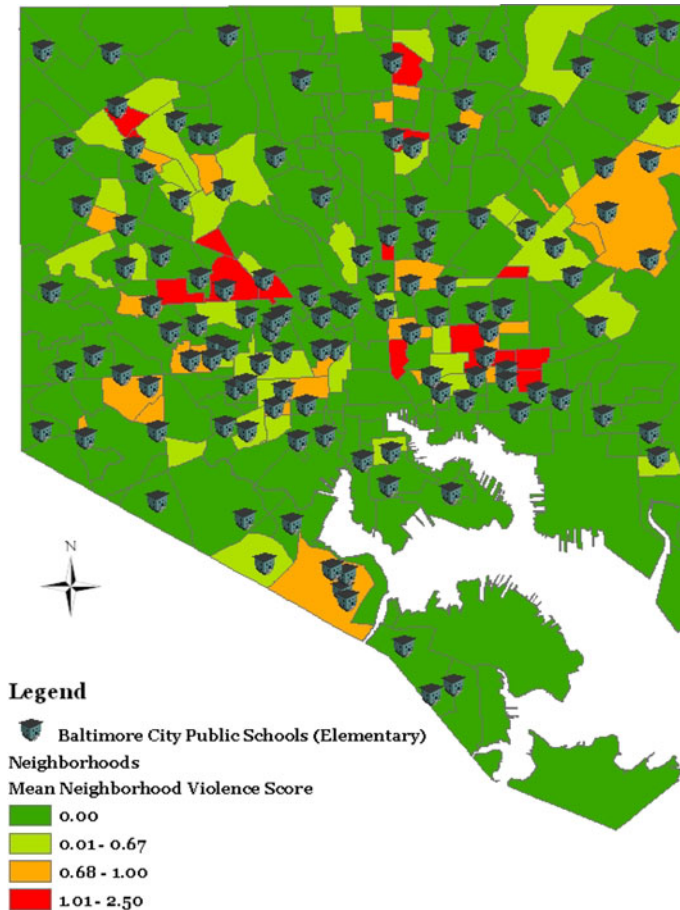 N
Legend
Baltimore City Public Schools (Elementary)
Neighborhoods
Mean Neighborhood Violence Score
0.00
0.01 - 0.67
0.68 - 1.00
1.01 - 2.50